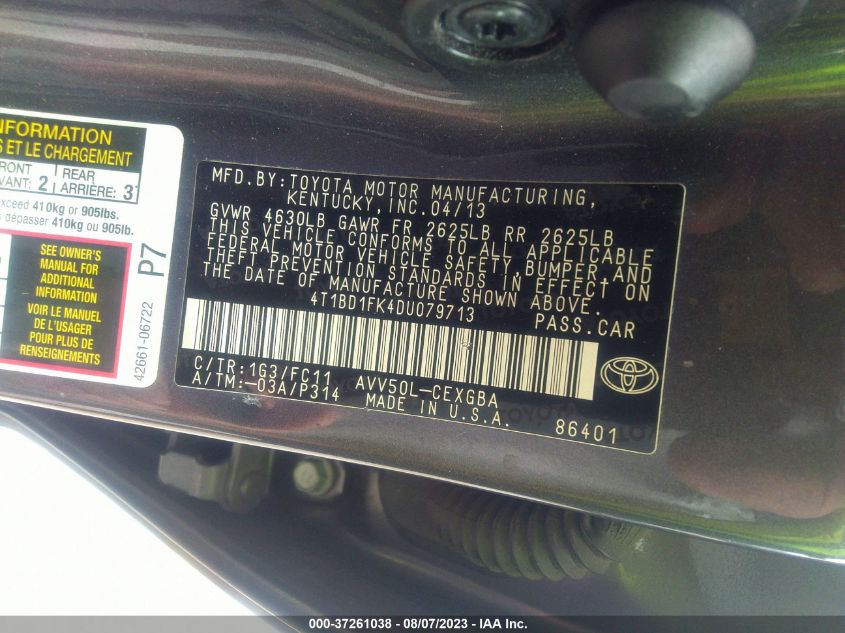 NFORMATION
S ET LE CHARGEMENT
RONT
VANT: 2
REAR
ARRIÈRE: 3
exceed 410kg or 905lbs.
s dépasser 410kg ou 905lb.
SEE OWNER'S
MANUAL FOR
ADDITIONAL
INFORMATION
VOIR LE MANUEL
DE L'USAGER
POUR PLUS DE
RENSEIGNEMENTS
P7
42661-06722
MFD.BY:TOYOTA MOTOR MANUFACTURING,
KENTUCKY, INC.04/13
GVWR 4630LB GAWR FR 2625LB RR 2625LB
THIS VEHICLE CONFORMS TO ALL APPLICABLE
FEDERAL MOTOR VEHICLE SAFETY, BUMPER,AND
THEFT PREVENTION STANDARDS IN EFFECT ON
THE DATE OF MANUFACTURE SHOWN ABOVE.
4T1BD1FK4DU079713 PASS.CAR
C/TR:1G3/FC11 AVV50L-CEXGBA
A/TM:-03A/P314 MADE IN U.S.A.
86401
000-37261038 - 08/07/2023 - IAA Inc.